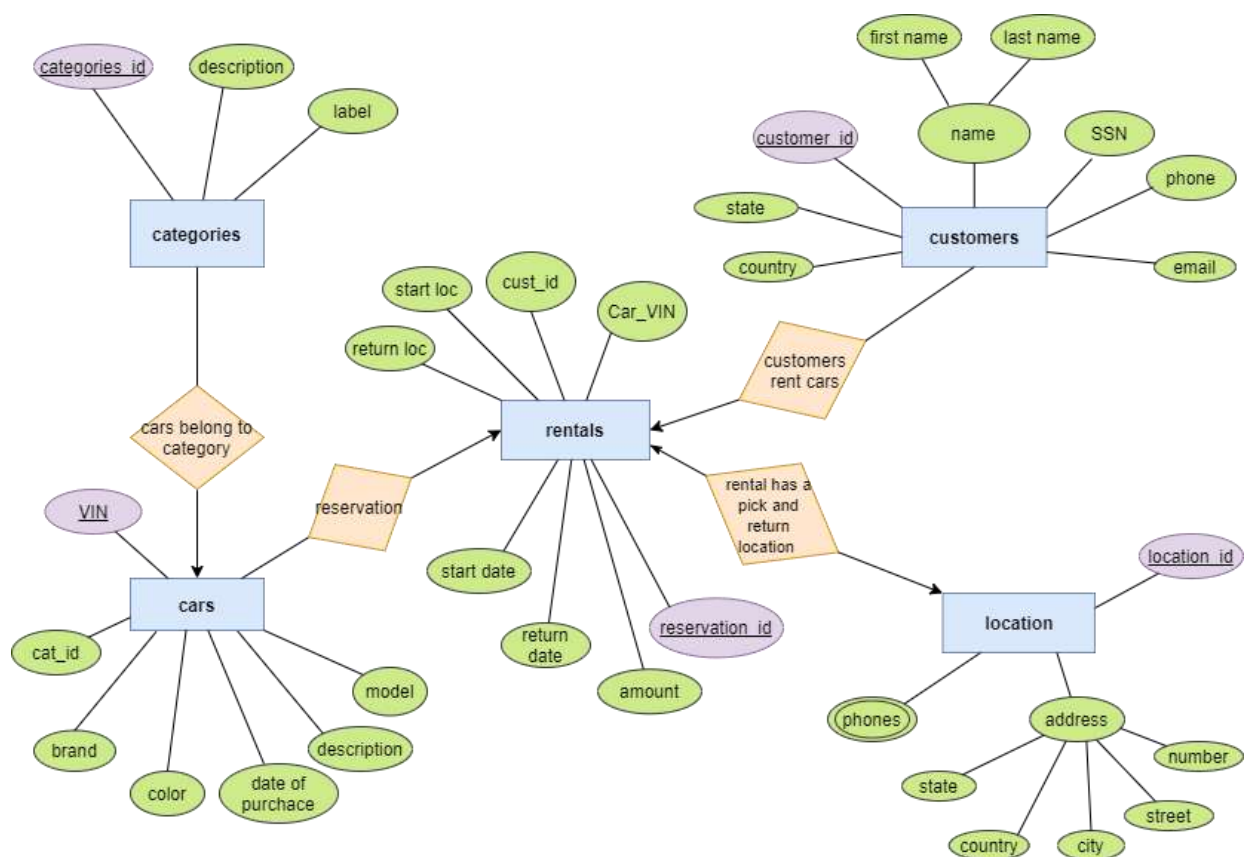 first name
last name
categories_id
description
label
customer_id
name
SSN
phone
state
categories
customers
country
email
start loc
cust_id
Car_VIN
return loc
customers
rent cars
cars belong to
category
rentals
reservation
rental has a
pick and
return
location
VIN
location_id
start date
cars
location
cat_id
return
date
reservation_id
model
amount
phones
address
brand
description
number
color
date of
purchace
state
street
country
city